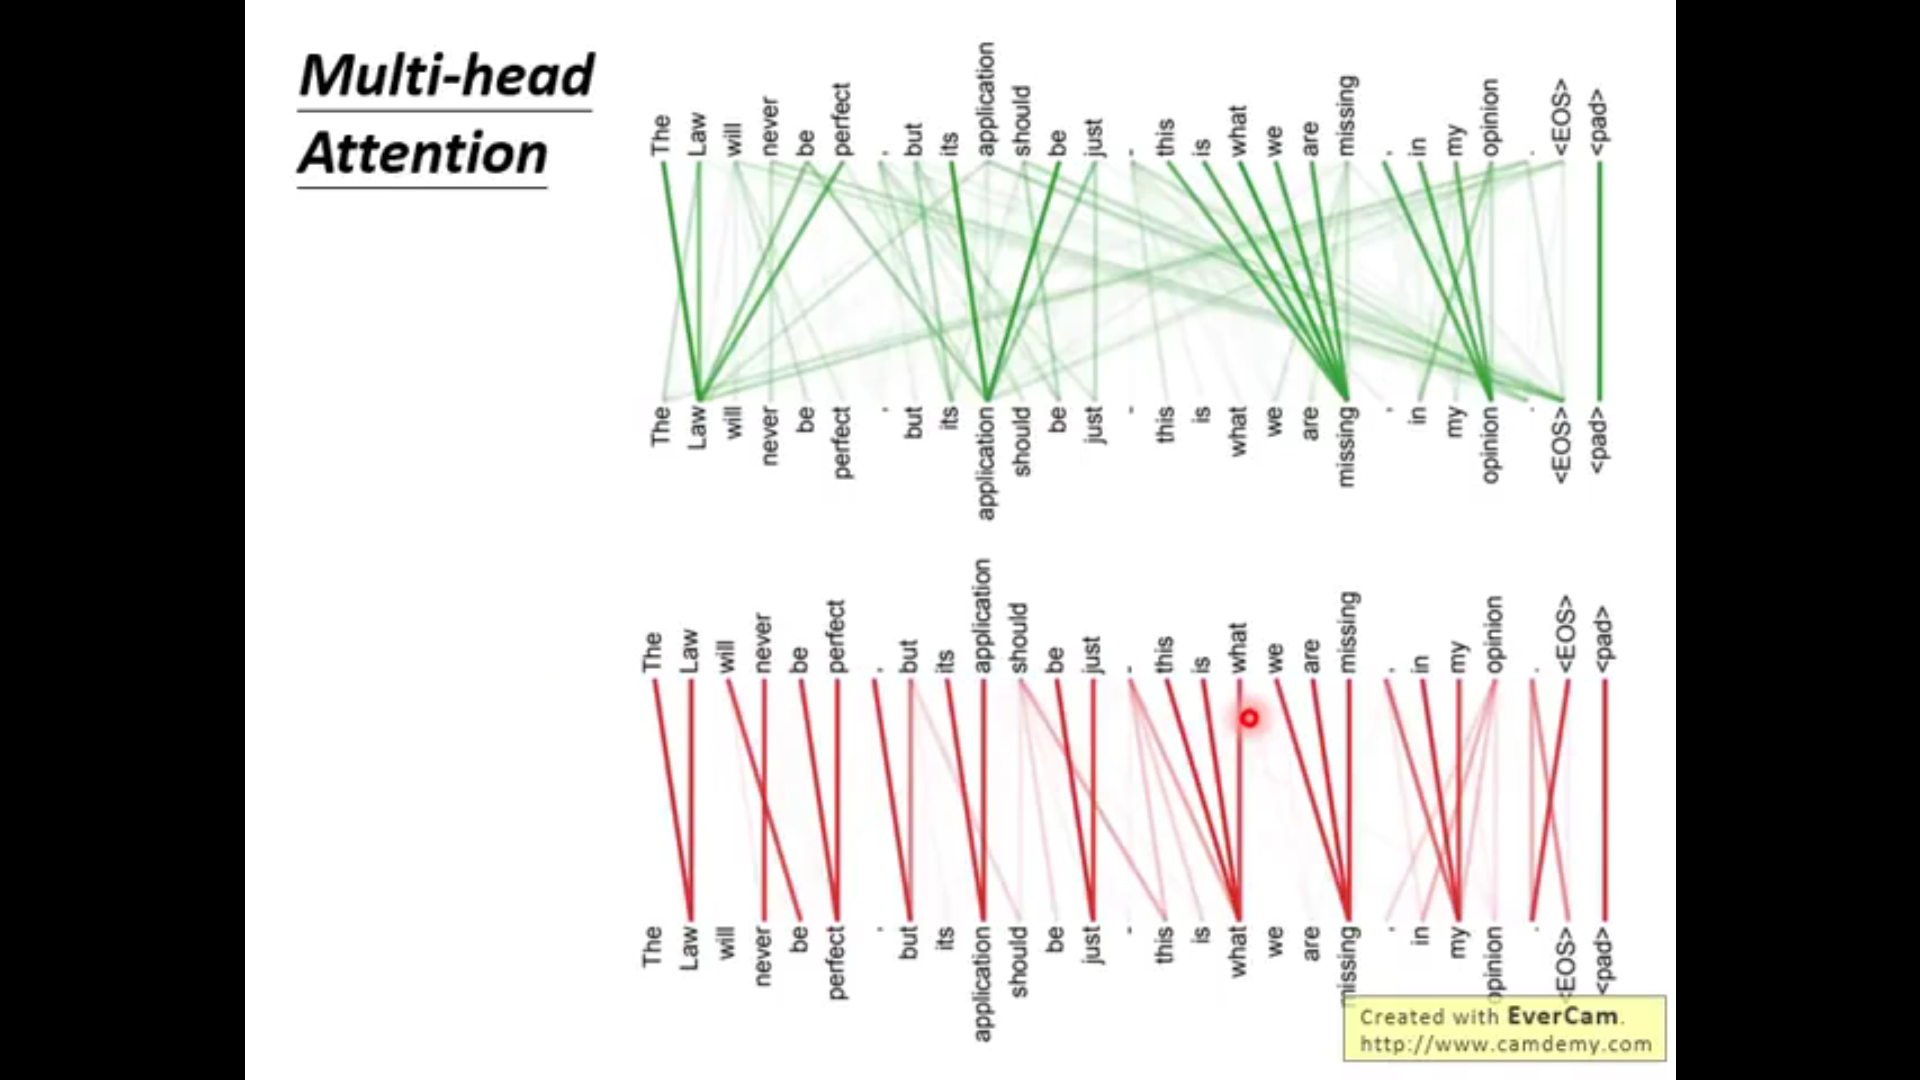 Multi-head
Attention
The Law will never be perfect , but its application should be just - this is what we are missing , in my opinion . <EOS> <pad>
The Law will never be perfect , but its application should be just - this is what we are missing , in my opinion . <EOS> <pad>
The Law will never be perfect , but its application should be just - this is what we are missing , in my opinion . <EOS> <pad>
The Law will never be perfect , but its application should be just - this is what we are missing , in my opinion . <EOS> <pad>
Created with EverCam.
http://www.camdemy.com